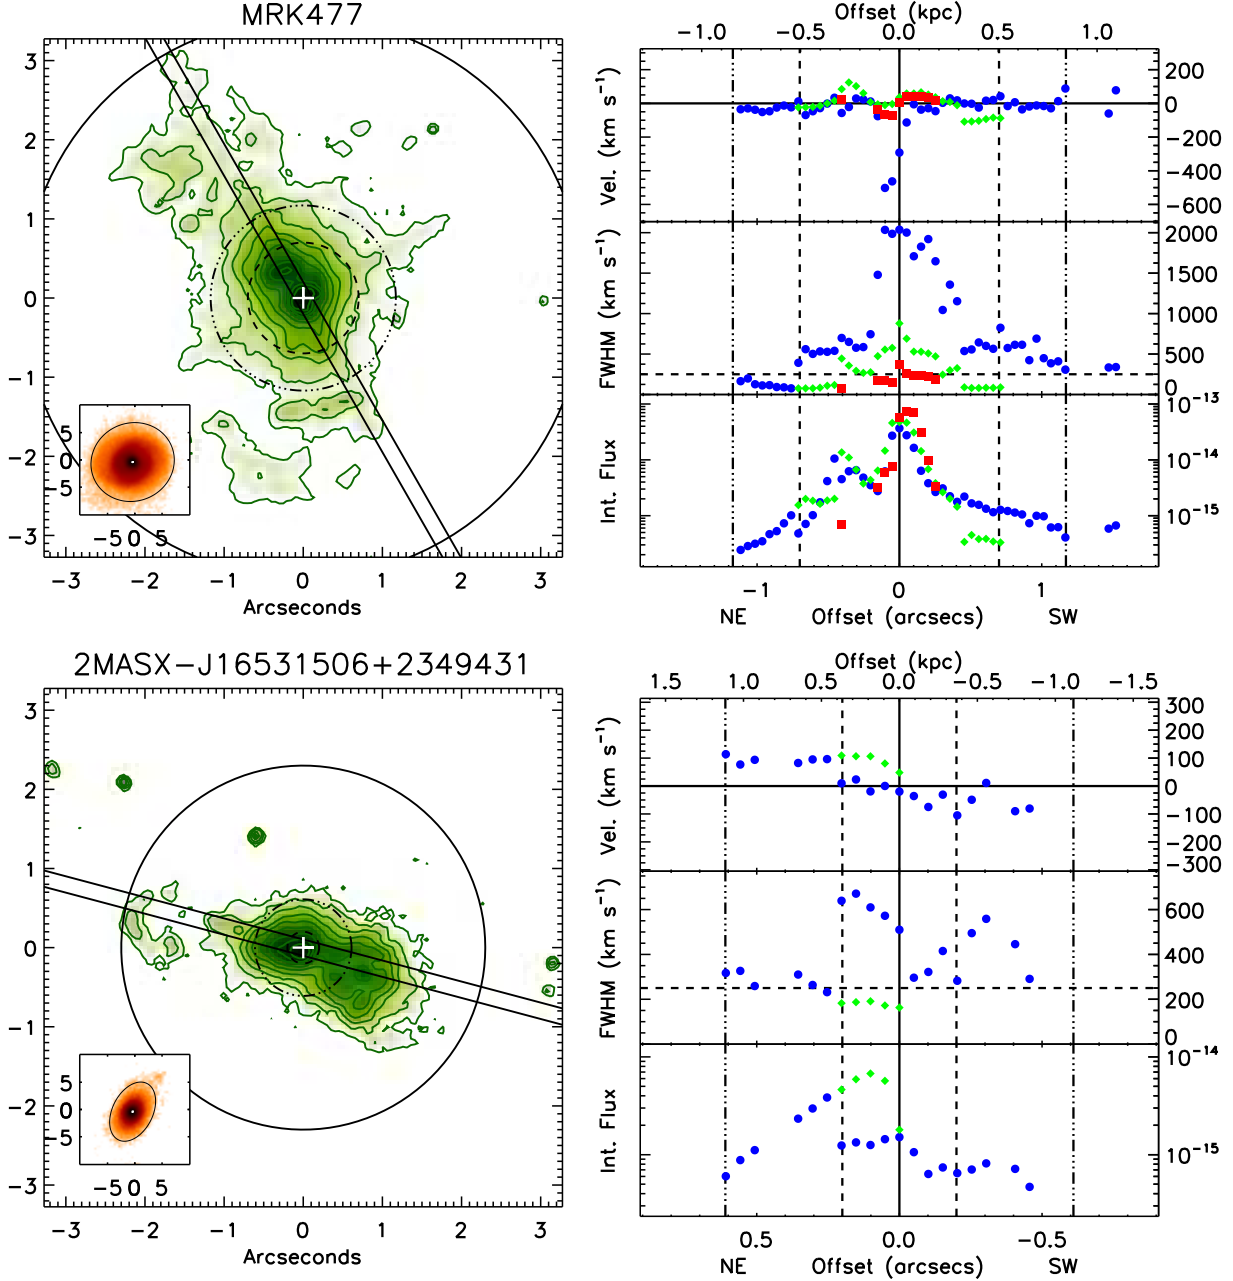 MRK477
3
2
1
0
−1
−2
−3
−3 −2 −1 0 1 2 3
Arcseconds
5
0
−5
−5 0 5
Offset (kpc)
−1.0 −0.5 0.0 0.5 1.0
Vel. (km s⁻¹)
200
0
−200
−400
−600
FWHM (km s⁻¹)
2000
1500
1000
500
0
Int. Flux
10⁻¹³
10⁻¹⁴
10⁻¹⁵
−1 0 1
NE Offset (arcsecs) SW
2MASX−J16531506+2349431
3
2
1
0
−1
−2
−3
−3 −2 −1 0 1 2 3
Arcseconds
5
0
−5
−5 0 5
Offset (kpc)
1.5 1.0 0.5 0.0 −0.5 −1.0 −1.5
Vel. (km s⁻¹)
300
200
100
0
−100
−200
−300
FWHM (km s⁻¹)
600
400
200
0
Int. Flux
10⁻¹⁴
10⁻¹⁵
0.5 0.0 −0.5
NE Offset (arcsecs) SW